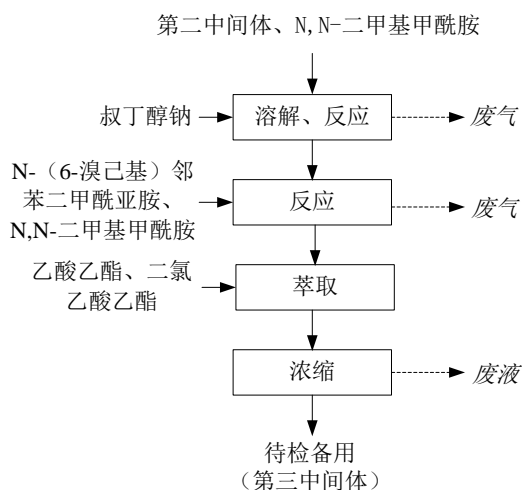 第二中间体、N,N-二甲基甲酰胺
叔丁醇钠
溶解、反应
废气
N-（6-溴己基）邻
苯二甲酰亚胺、
N,N-二甲基甲酰胺
反应
废气
乙酸乙酯、二氯
乙酸乙酯
萃取
浓缩
废液
待检备用
（第三中间体）